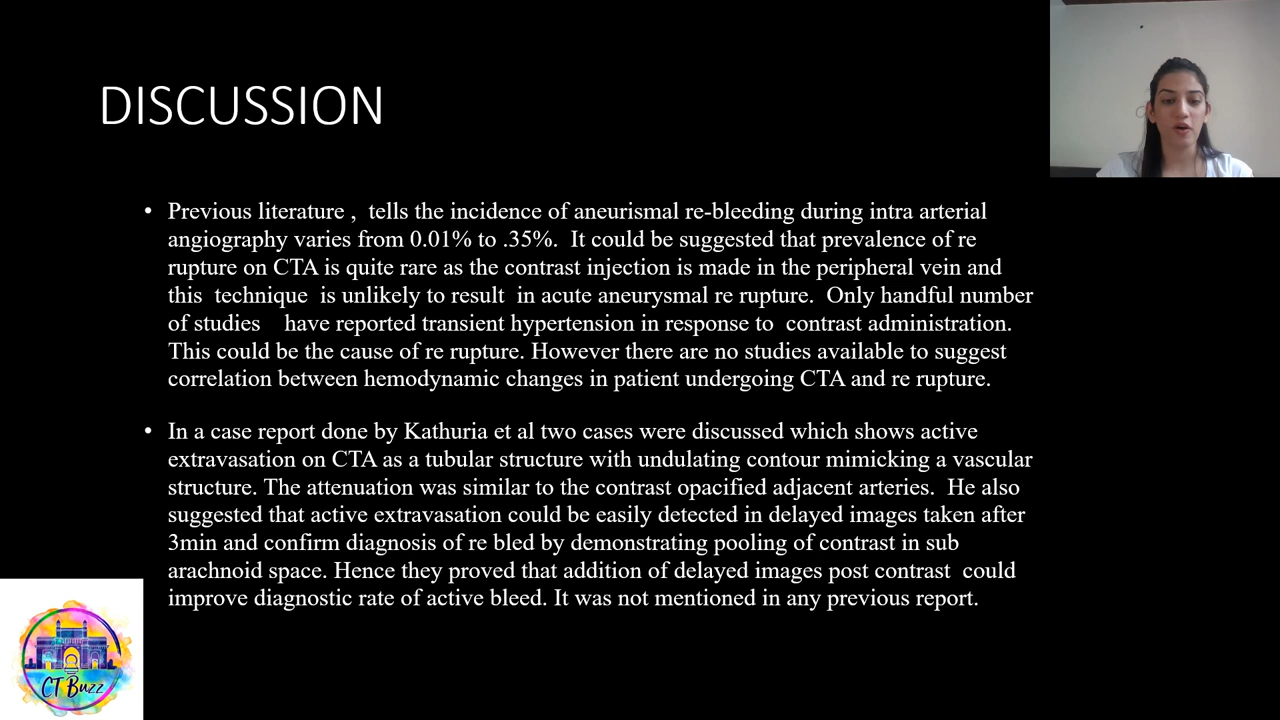 DISCUSSION
• Previous literature , tells the incidence of aneurismal re-bleeding during intra arterial
angiography varies from 0.01% to .35%. It could be suggested that prevalence of re
rupture on CTA is quite rare as the contrast injection is made in the peripheral vein and
this technique is unlikely to result in acute aneurysmal re rupture. Only handful number
of studies have reported transient hypertension in response to contrast administration.
This could be the cause of re rupture. However there are no studies available to suggest
correlation between hemodynamic changes in patient undergoing CTA and re rupture.
• In a case report done by Kathuria et al two cases were discussed which shows active
extravasation on CTA as a tubular structure with undulating contour mimicking a vascular
structure. The attenuation was similar to the contrast opacified adjacent arteries. He also
suggested that active extravasation could be easily detected in delayed images taken after
3min and confirm diagnosis of re bled by demonstrating pooling of contrast in sub
arachnoid space. Hence they proved that addition of delayed images post contrast could
improve diagnostic rate of active bleed. It was not mentioned in any previous report.
CT Buzz